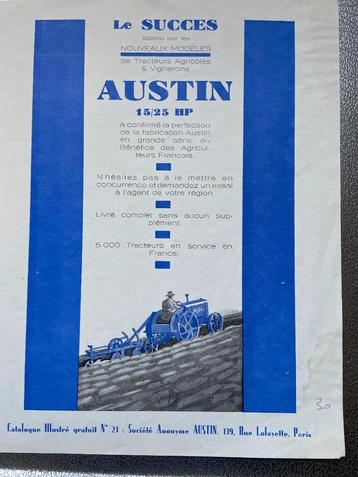 Le SUCCES
obtenu par les
NOUVEAUX MODÈLES
de Tracteurs Agricoles
& Vignerons
AUSTIN
15/25 HP
a confirmé la perfection
de la fabrication Austin
en grande série au
Bénéfice des Agricul-
teurs Français.
N'hésitez pas à le mettre en
concurrence et demandez un essai
à l'agent de votre région.
Livré complet sans aucun sup-
plément.
5.000 Tracteurs en service en
France.
30
Catalogue Illustré gratuit N° 23 : Société Anonyme AUSTIN, 139, Rue Lafayette, Paris